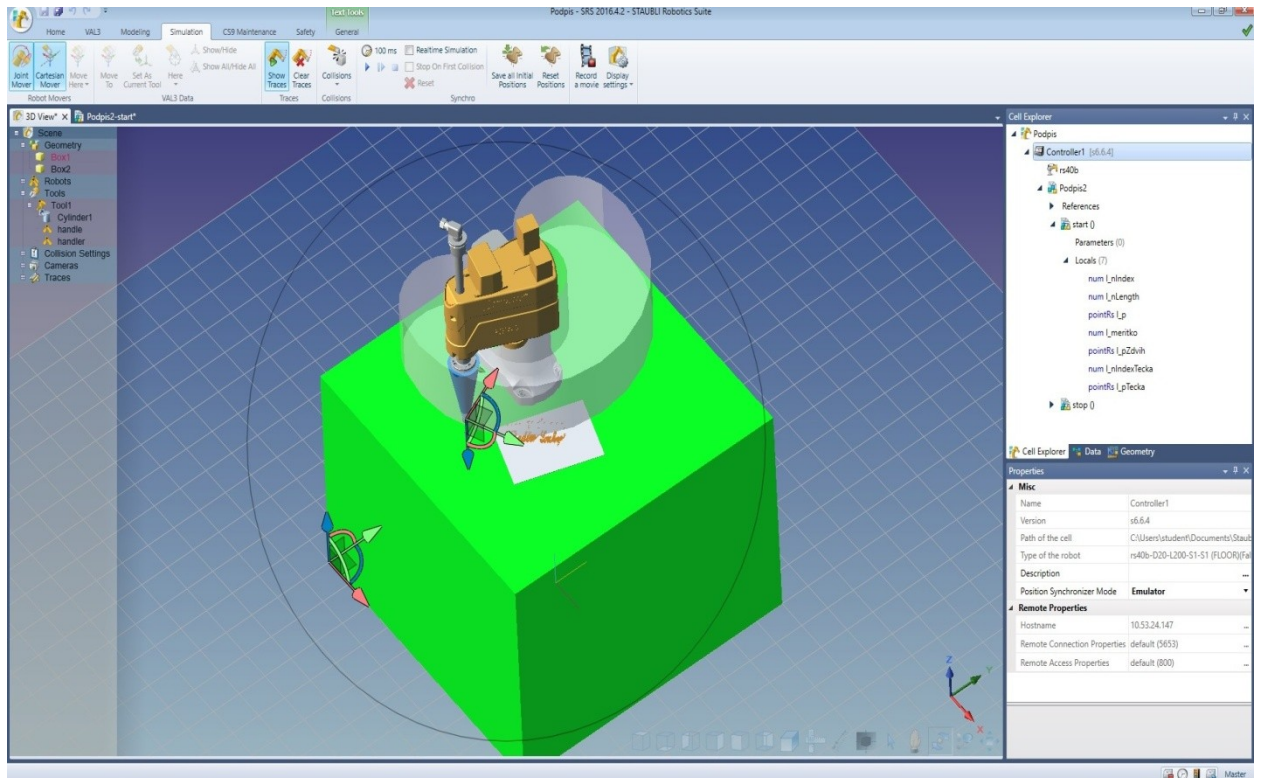 Text Tools
Podpis - SRS 2016.4.2 - STAUBLI Robotics Suite
Home VAL3 Modeling Simulation CS9 Maintenance Safety General
Joint Mover
Cartesian Mover
Move Here
Robot Movers
Move To
Set As Current Tool
Here
Show/Hide
Show All/Hide All
VAL3 Data
Show Traces
Clear Traces
Traces
Collisions
Collisions
100 ms
Realtime Simulation
Stop On First Collision
Reset
Save all Initial Positions
Reset Positions
Record a movie
Display settings
Synchro
3D View* X Podpis2-start*
Scene
Geometry
Box1
Box2
Robots
Tools
Tool1
Cylinder1
handle
handler
Collision Settings
Cameras
Traces
Z
Y
X
Cell Explorer
Podpis
Controller1 [s6.6.4]
rs40b
Podpis2
References
start ()
Parameters (0)
Locals (7)
num l_nIndex
num l_nLength
pointRs l_p
num l_meritko
pointRs l_pZdvih
num l_nIndexTecka
pointRs l_pTecka
stop ()
Cell Explorer Data Geometry
Properties
Misc
Name Controller1
Version s6.6.4
Path of the cell C:\Users\student\Documents\Staub
Type of the robot rs40b-D20-L200-S1-S1 (FLOOR)(Fal
Description ...
Position Synchronizer Mode Emulator
Remote Properties
Hostname 10.53.24.147 ...
Remote Connection Properties default (5653) ...
Remote Access Properties default (800) ...
Master